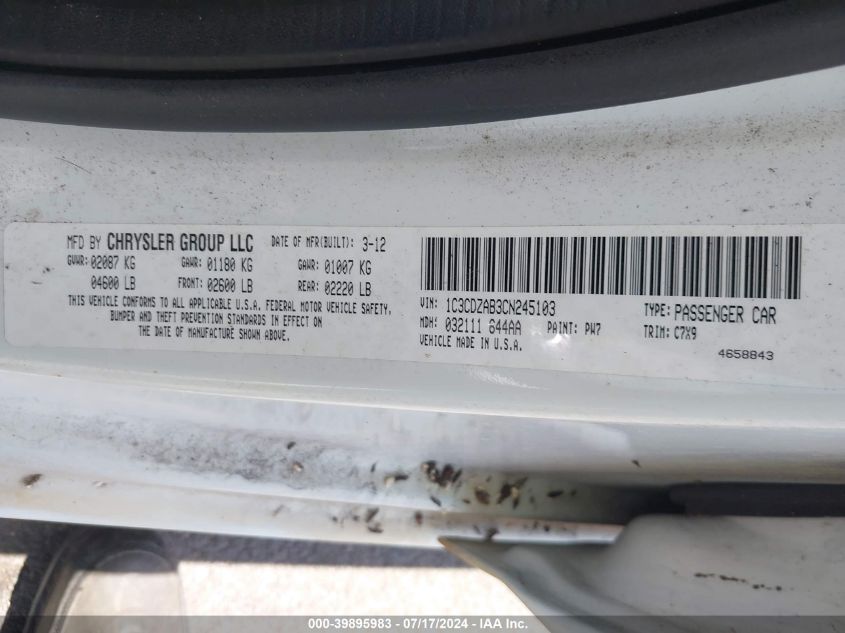 MFD BY CHRYSLER GROUP LLC DATE OF MFR(BUILT): 3-12
GVWR: 02087 KG GAWR: 01180 KG GAWR: 01007 KG
04600 LB FRONT: 02600 LB REAR: 02220 LB
THIS VEHICLE CONFORMS TO ALL APPLICABLE U.S.A. FEDERAL MOTOR VEHICLE SAFETY,
BUMPER AND THEFT PREVENTION STANDARDS IN EFFECT ON
THE DATE OF MANUFACTURE SHOWN ABOVE.
VIN: 1C3CDZAB3CN245103 TYPE: PASSENGER CAR
MDH: 032111 644AA PAINT: PW7 TRIM: C7X9
VEHICLE MADE IN U.S.A.
4658843
000-39895983 - 07/17/2024 - IAA Inc.